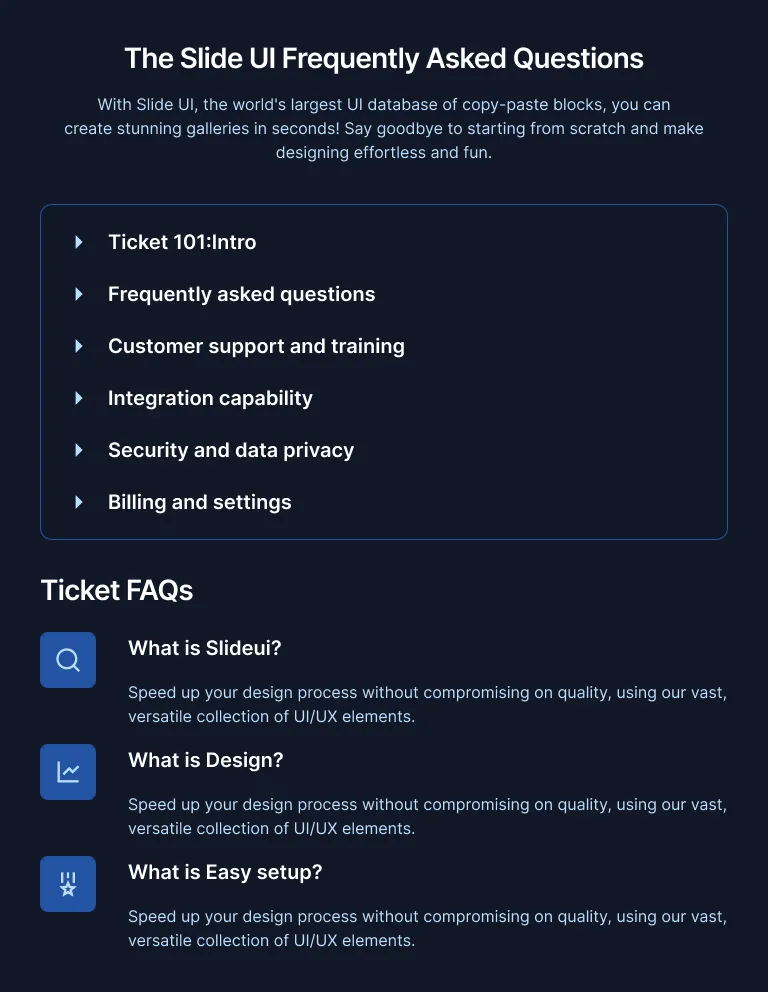 The Slide UI Frequently Asked Questions
With Slide UI, the world's largest UI database of copy-paste blocks, you can
create stunning galleries in seconds! Say goodbye to starting from scratch and make
designing effortless and fun.
Ticket 101:Intro
Frequently asked questions
Customer support and training
Integration capability
Security and data privacy
Billing and settings
Ticket FAQs
What is Slideui?
Speed up your design process without compromising on quality, using our vast,
versatile collection of UI/UX elements.
What is Design?
Speed up your design process without compromising on quality, using our vast,
versatile collection of UI/UX elements.
What is Easy setup?
Speed up your design process without compromising on quality, using our vast,
versatile collection of UI/UX elements.